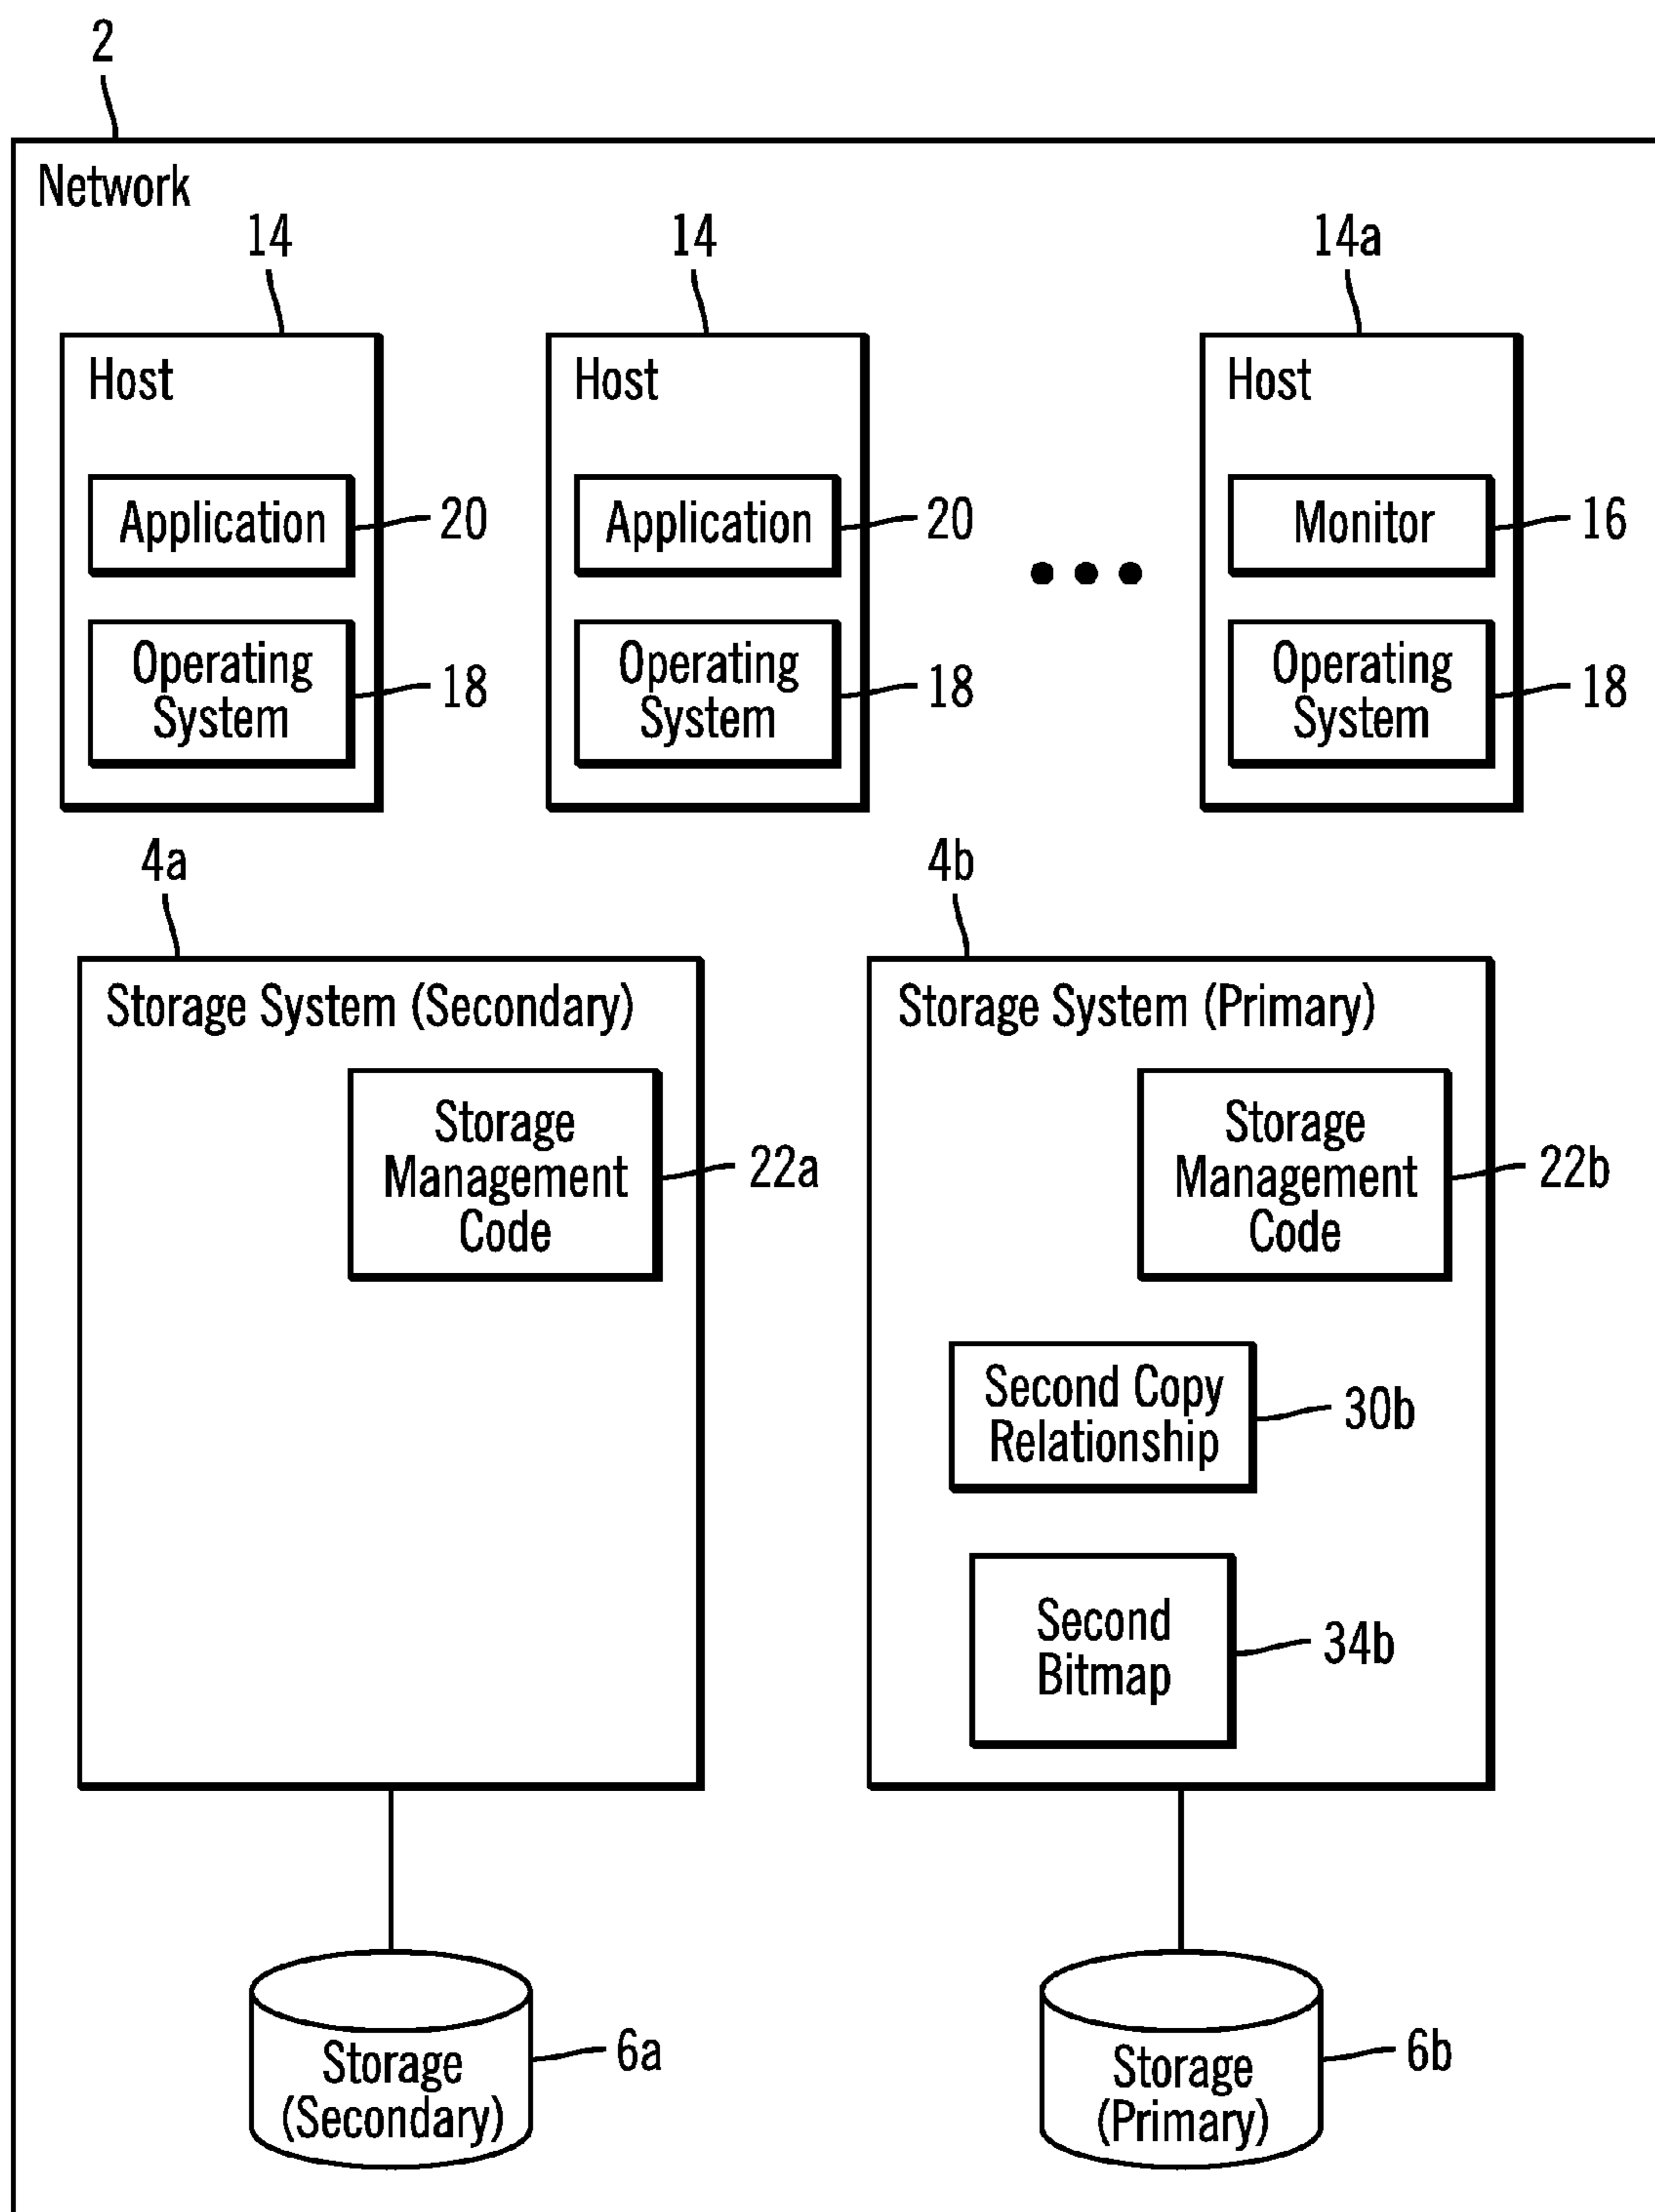 2
Network
14
14
14a
Host
Host
Host
Application
20
Application
20
Monitor
16
Operating
System
18
Operating
System
18
Operating
System
18
4a
4b
Storage System (Secondary)
Storage System (Primary)
Storage
Management
Code
22a
Storage
Management
Code
22b
Second Copy
Relationship
30b
Second
Bitmap
34b
Storage
(Secondary)
6a
Storage
(Primary)
6b